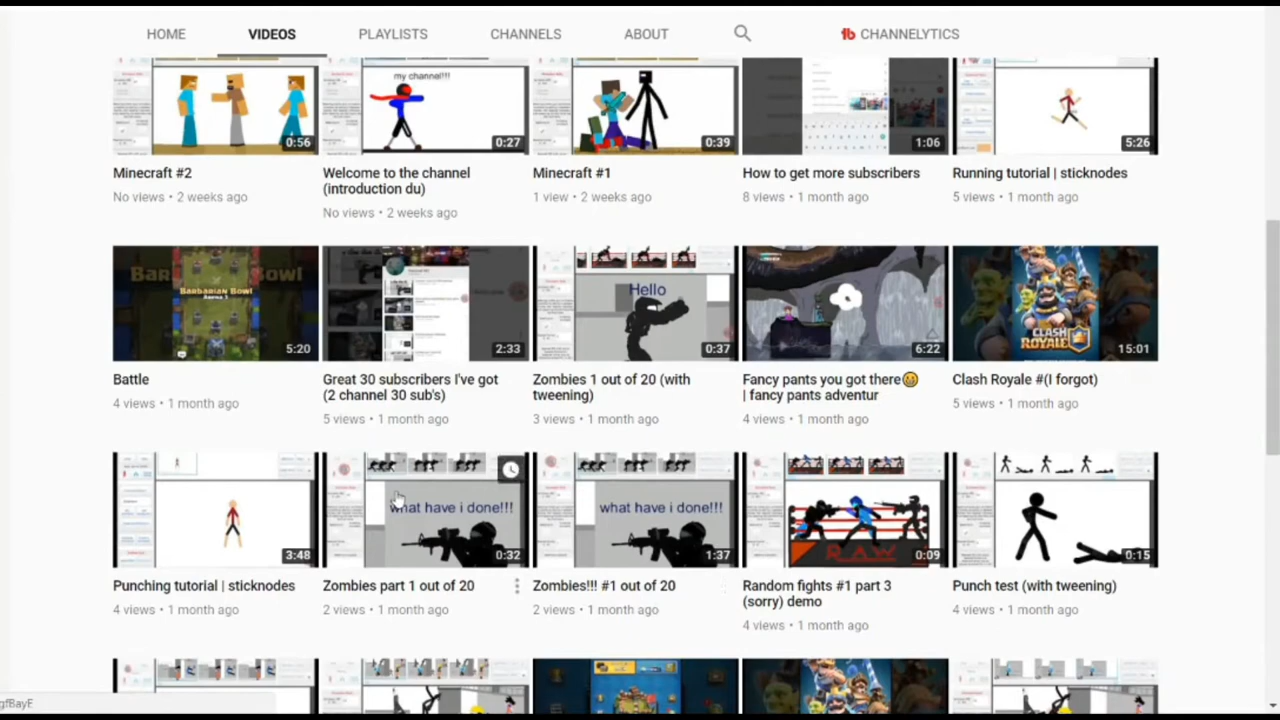 HOME VIDEOS PLAYLISTS CHANNELS ABOUT CHANNELYTICS
my channel!!!
0:56 0:27 0:39 1:06 5:26
Minecraft #2
No views • 2 weeks ago
Welcome to the channel
(introduction du)
No views • 2 weeks ago
Minecraft #1
1 view • 2 weeks ago
How to get more subscribers
8 views • 1 month ago
Running tutorial | sticknodes
5 views • 1 month ago
Barbarian Bowl
Arena 3
5:20
2:33
Hello
0:37
6:22
CLASH
ROYALE
15:01
Battle
4 views • 1 month ago
Great 30 subscribers I've got
(2 channel 30 sub's)
5 views • 1 month ago
Zombies 1 out of 20 (with
tweening)
3 views • 1 month ago
Fancy pants you got there😀
| fancy pants adventur
4 views • 1 month ago
Clash Royale #(I forgot)
5 views • 1 month ago
3:48
what have i done!!!
0:32
what have i done!!!
1:37
RAW
0:09
0:15
Punching tutorial | sticknodes
4 views • 1 month ago
Zombies part 1 out of 20
2 views • 1 month ago
Zombies!!! #1 out of 20
2 views • 1 month ago
Random fights #1 part 3
(sorry) demo
4 views • 1 month ago
Punch test (with tweening)
4 views • 1 month ago
gfBayE